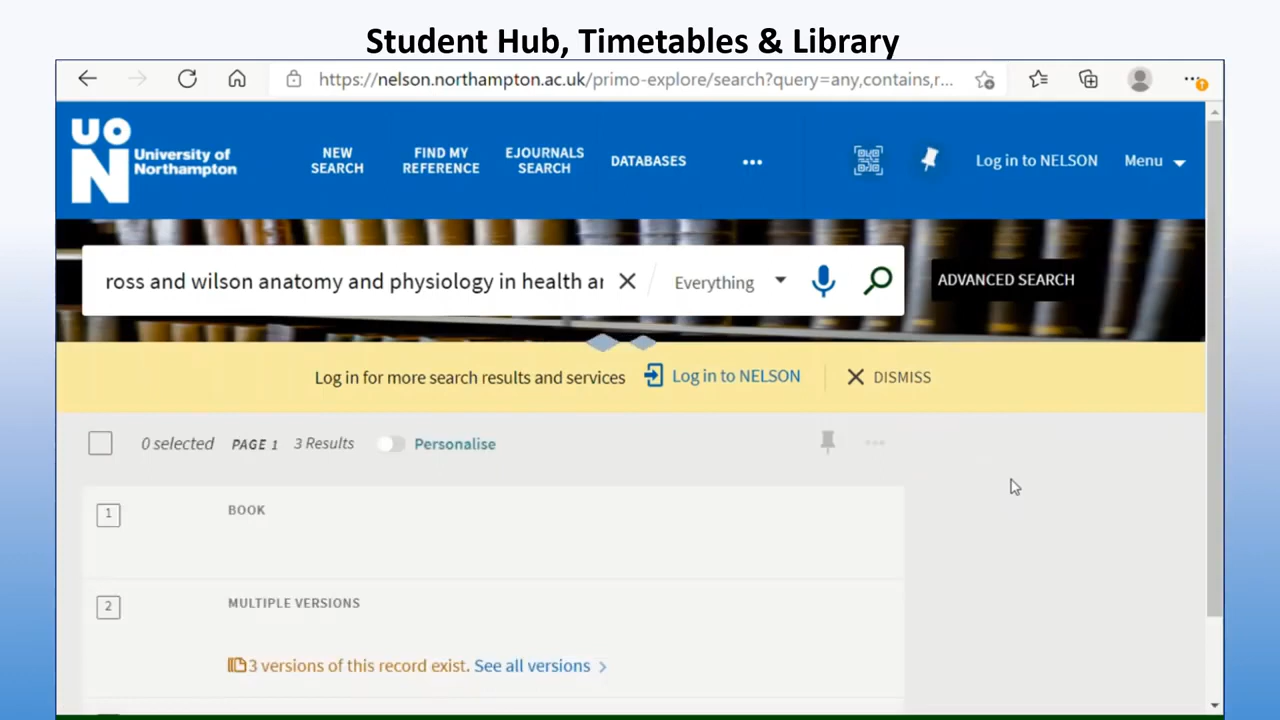 Student Hub, Timetables & Library
https://nelson.northampton.ac.uk/primo-explore/search?query=any,contains,r...
UON University of Northampton
NEW SEARCH
FIND MY REFERENCE
EJOURNALS SEARCH
DATABASES
Log in to NELSON
Menu
ross and wilson anatomy and physiology in health ar
Everything
ADVANCED SEARCH
Log in for more search results and services
Log in to NELSON
DISMISS
0 selected PAGE 1 3 Results Personalise
1 BOOK
2 MULTIPLE VERSIONS
3 versions of this record exist. See all versions